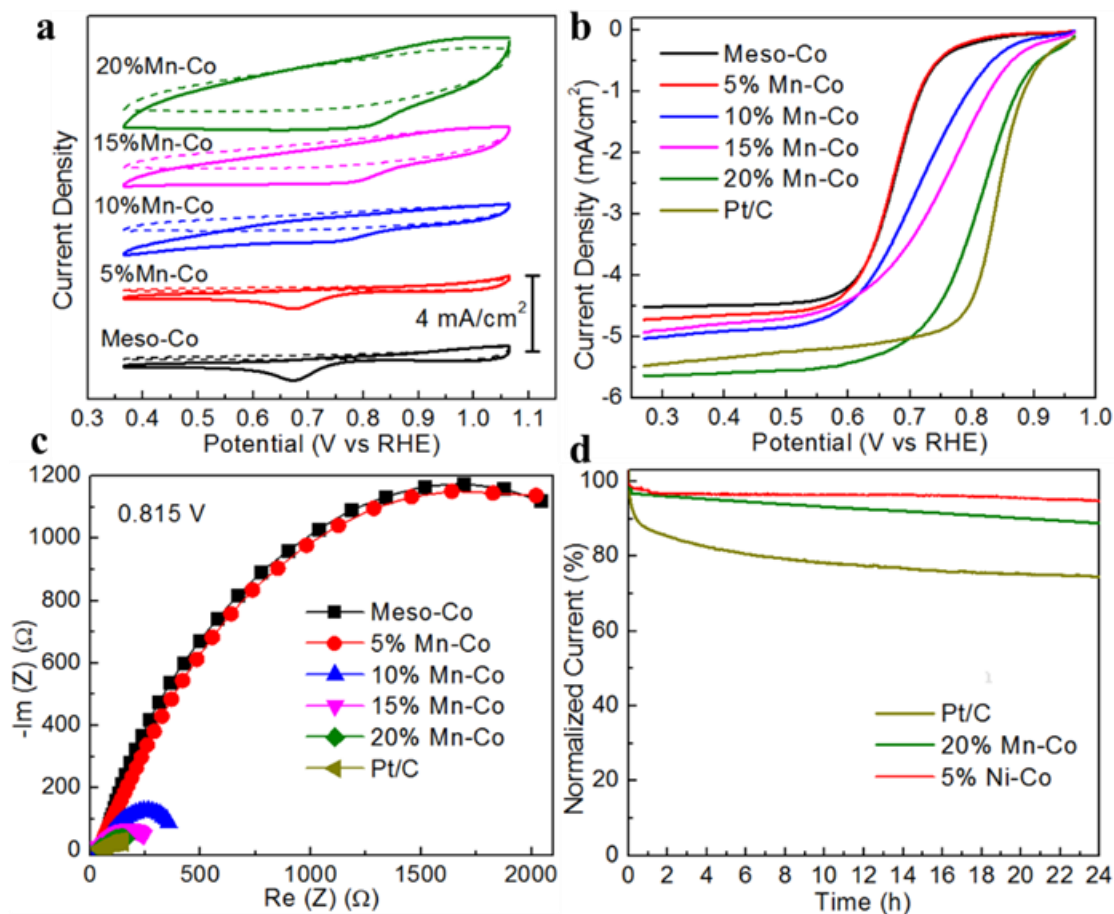 a
20%Mn-Co
15%Mn-Co
10%Mn-Co
5%Mn-Co
Meso-Co
4 mA/cm²
Current Density
0.3 0.4 0.5 0.6 0.7 0.8 0.9 1.0 1.1
Potential (V vs RHE)
b
Meso-Co
5% Mn-Co
10% Mn-Co
15% Mn-Co
20% Mn-Co
Pt/C
Current Density (mA/cm²)
0
-1
-2
-3
-4
-5
-6
0.3 0.4 0.5 0.6 0.7 0.8 0.9 1.0
Potential (V vs RHE)
c
0.815 V
Meso-Co
5% Mn-Co
10% Mn-Co
15% Mn-Co
20% Mn-Co
Pt/C
-Im (Z) (Ω)
1200
1000
800
600
400
200
0
0 500 1000 1500 2000
Re (Z) (Ω)
d
Pt/C
20% Mn-Co
5% Ni-Co
Normalized Current (%)
100
80
60
40
20
0
0 2 4 6 8 10 12 14 16 18 20 22 24
Time (h)